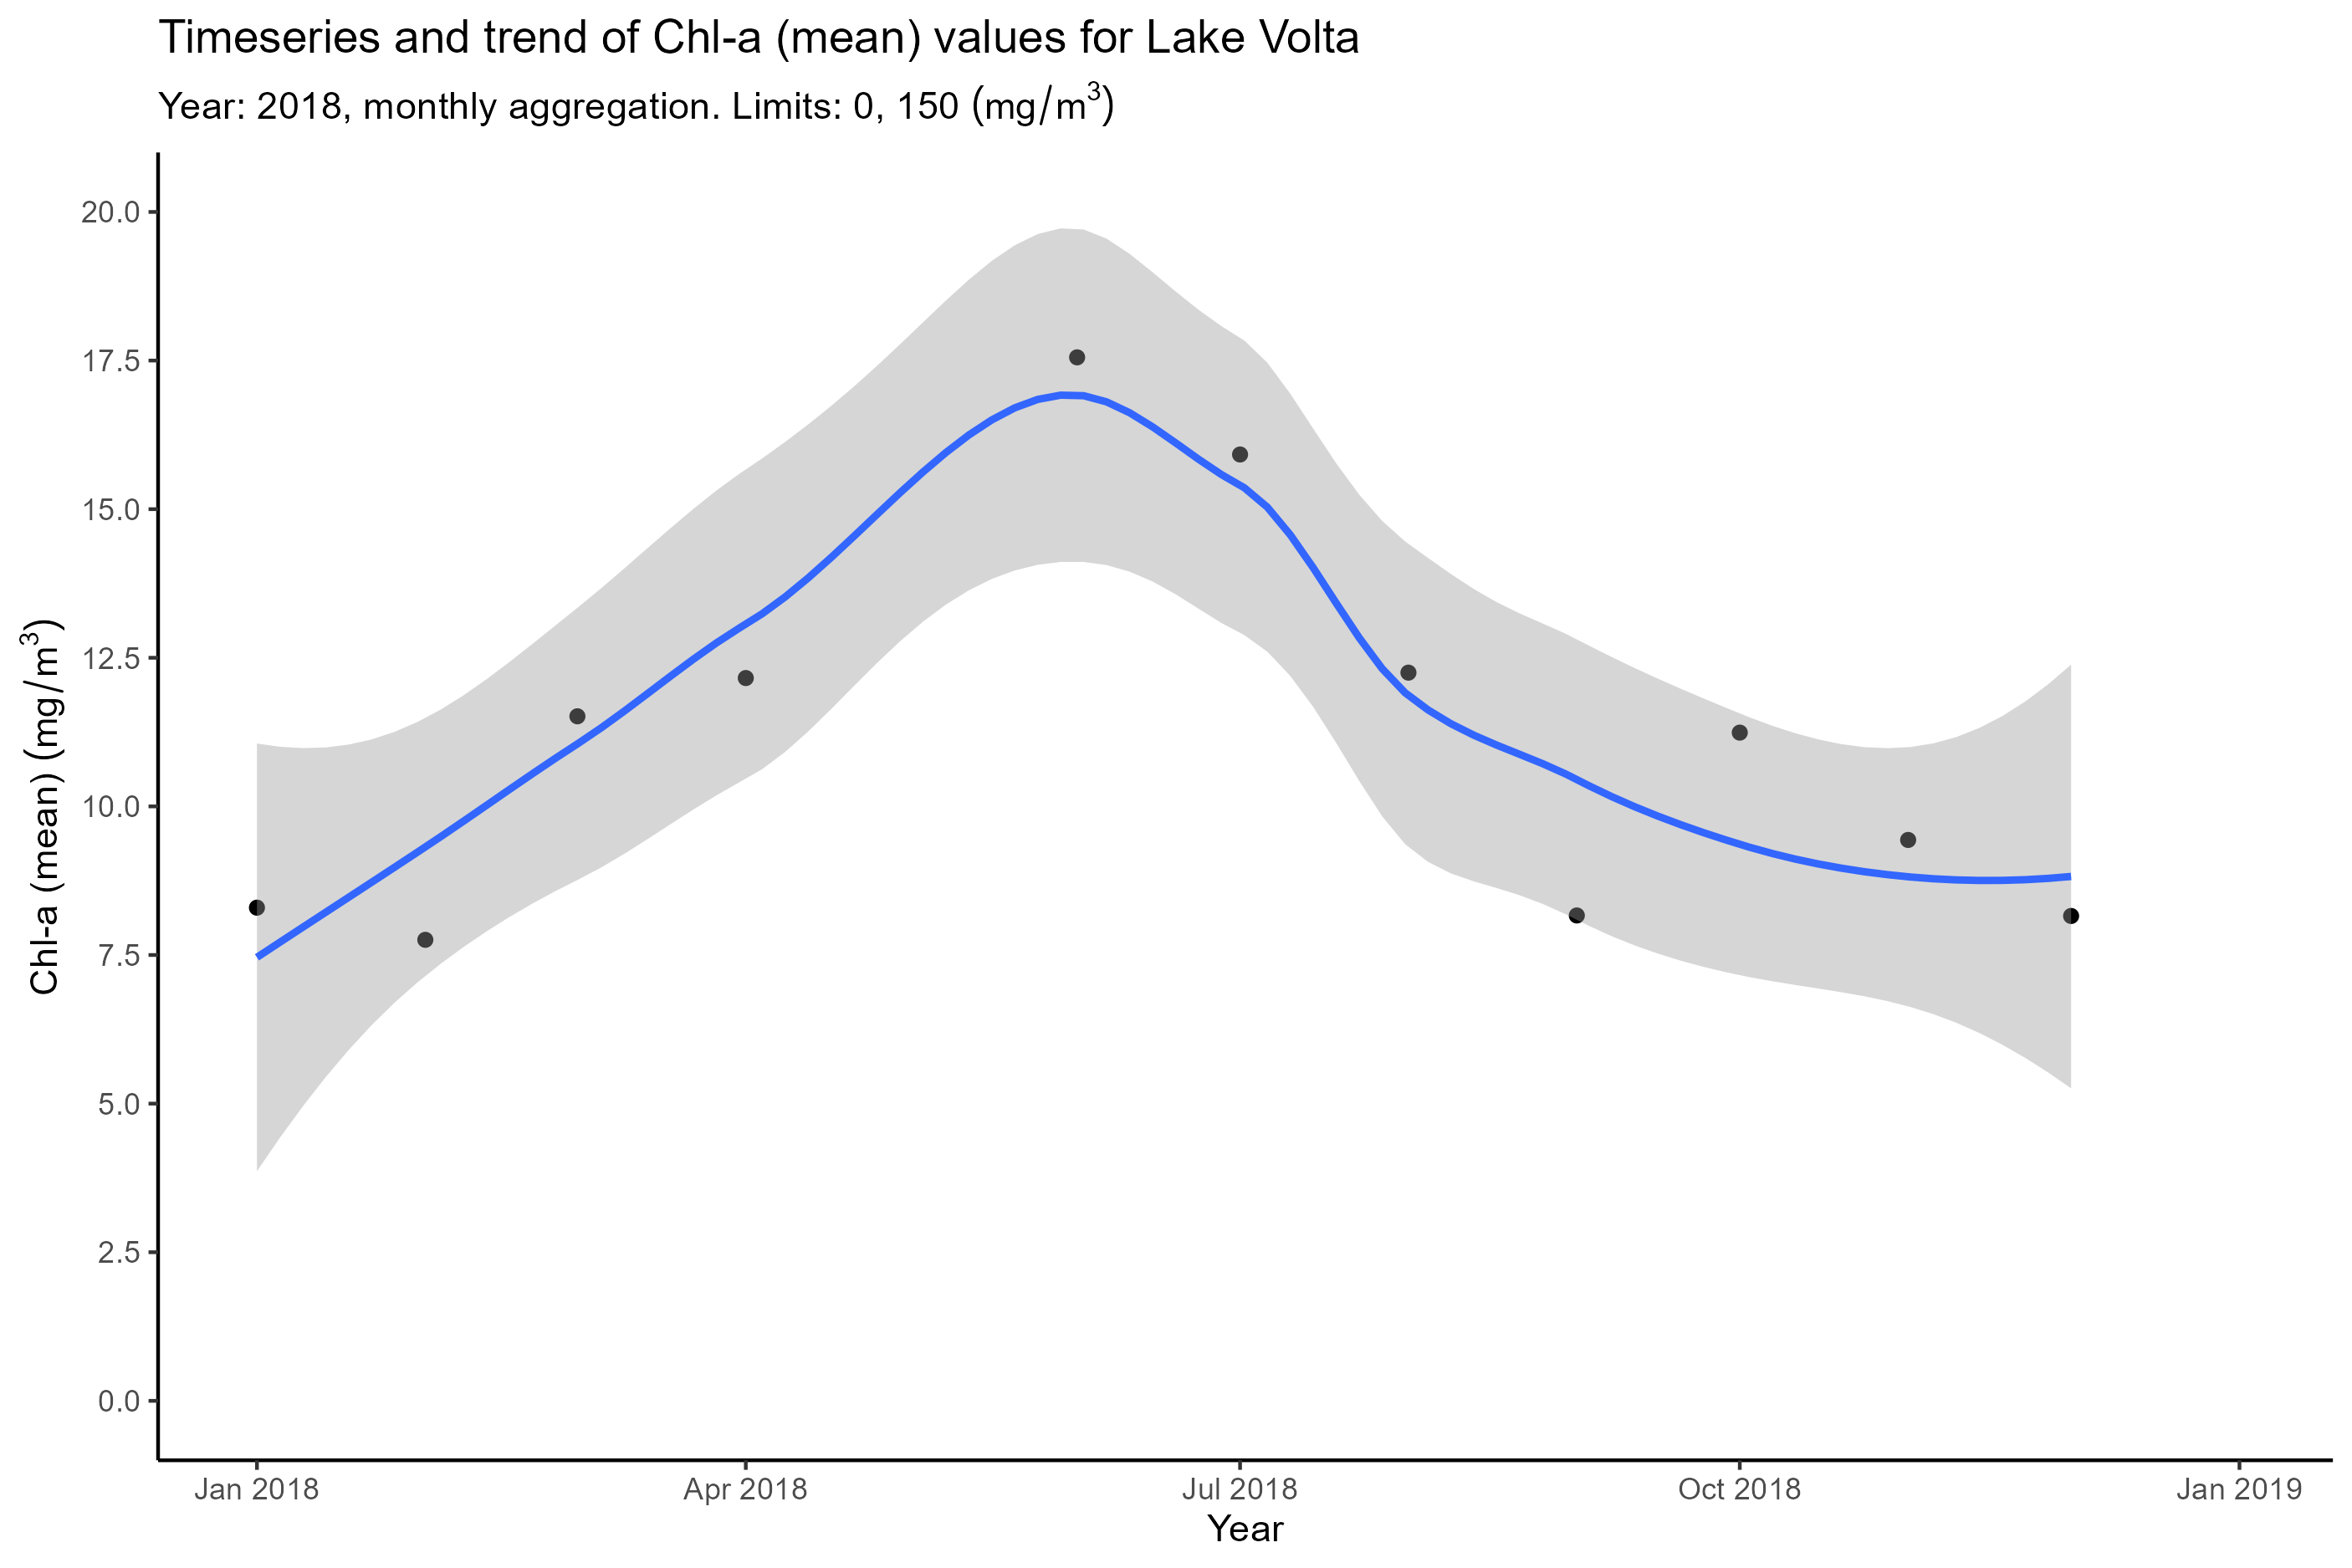 Timeseries and trend of Chl-a (mean) values for Lake Volta
Year: 2018, monthly aggregation. Limits: 0, 150 (mg/m³)
Chl-a (mean) (mg/m³)
20.0
17.5
15.0
12.5
10.0
7.5
5.0
2.5
0.0
Jan 2018 Apr 2018 Jul 2018 Oct 2018 Jan 2019
Year